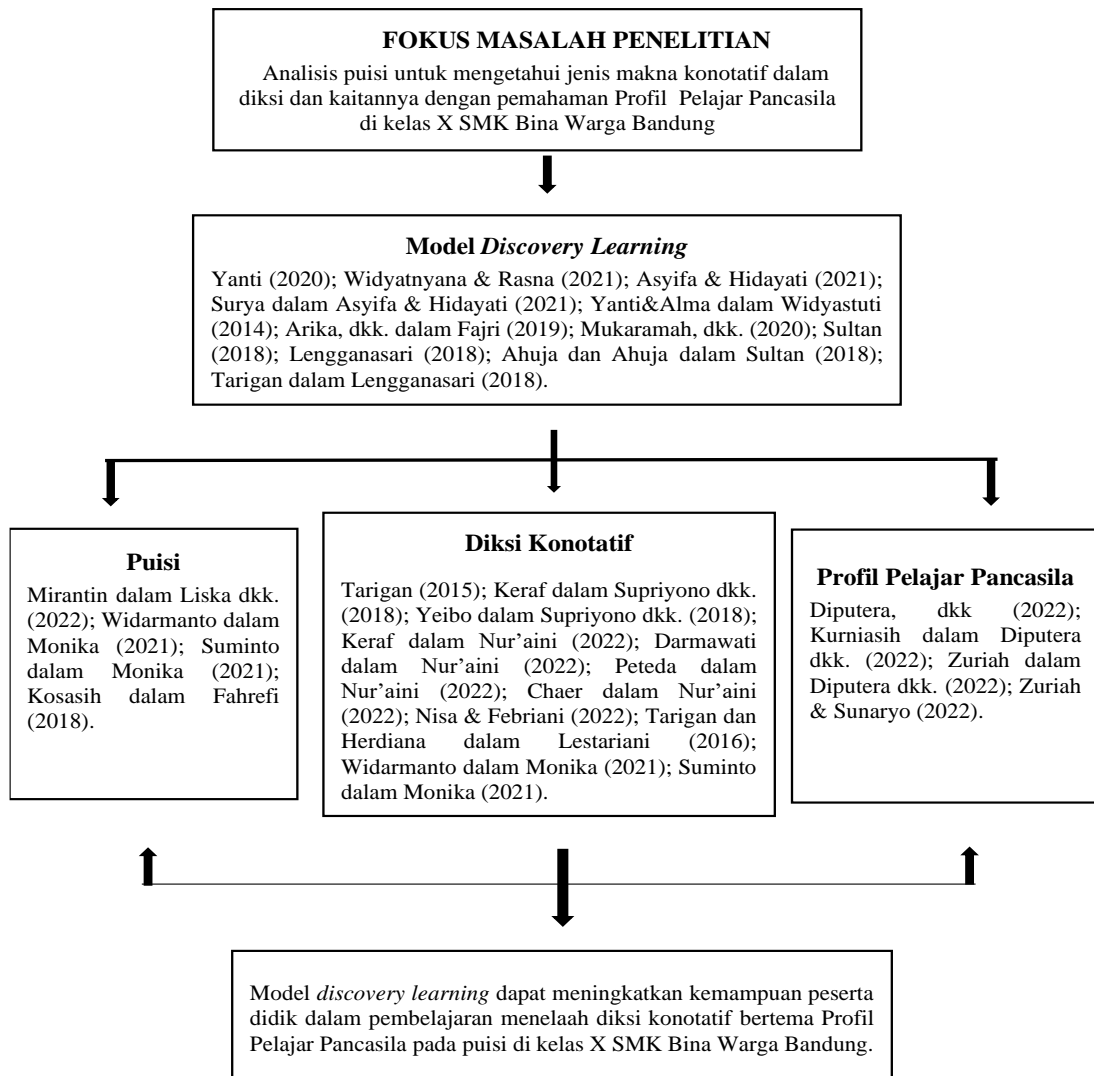 FOKUS MASALAH PENELITIAN
Analisis puisi untuk mengetahui jenis makna konotatif dalam
diksi dan kaitannya dengan pemahaman Profil Pelajar Pancasila
di kelas X SMK Bina Warga Bandung
Model Discovery Learning
Yanti (2020); Widyatnyana & Rasna (2021); Asyifa & Hidayati (2021);
Surya dalam Asyifa & Hidayati (2021); Yanti&Alma dalam Widyastuti
(2014); Arika, dkk. dalam Fajri (2019); Mukaramah, dkk. (2020); Sultan
(2018); Lengganasari (2018); Ahuja dan Ahuja dalam Sultan (2018);
Tarigan dalam Lengganasari (2018).
Puisi
Mirantin dalam Liska dkk.
(2022); Widarmanto dalam
Monika (2021); Suminto
dalam Monika (2021);
Kosasih dalam Fahrefi
(2018).
Diksi Konotatif
Tarigan (2015); Keraf dalam Supriyono dkk.
(2018); Yeibo dalam Supriyono dkk. (2018);
Keraf dalam Nur’aini (2022); Darmawati
dalam Nur’aini (2022); Peteda dalam
Nur’aini (2022); Chaer dalam Nur’aini
(2022); Nisa & Febriani (2022); Tarigan dan
Herdiana dalam Lestariani (2016);
Widarmanto dalam Monika (2021); Suminto
dalam Monika (2021).
Profil Pelajar Pancasila
Diputera, dkk (2022);
Kurniasih dalam Diputera
dkk. (2022); Zuriah dalam
Diputera dkk. (2022); Zuriah
& Sunaryo (2022).
Model discovery learning dapat meningkatkan kemampuan peserta
didik dalam pembelajaran menelaah diksi konotatif bertema Profil
Pelajar Pancasila pada puisi di kelas X SMK Bina Warga Bandung.